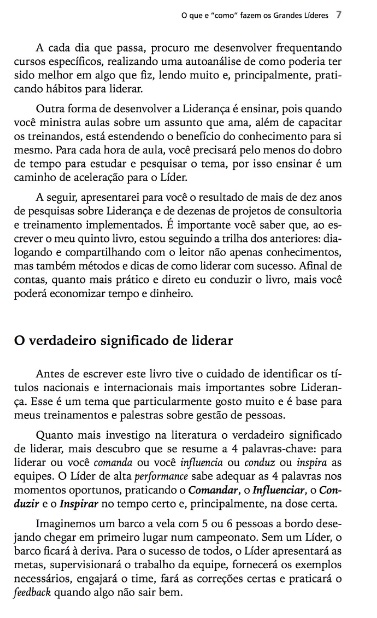 O que e "como" fazem os Grandes Líderes 7
A cada dia que passa, procuro me desenvolver frequentando
cursos específicos, realizando uma autoanálise de como poderia ter
sido melhor em algo que fiz, lendo muito e, principalmente, prati-
cando hábitos para liderar.
Outra forma de desenvolver a Liderança é ensinar, pois quando
você ministra aulas sobre um assunto que ama, além de capacitar
os treinandos, está estendendo o benefício do conhecimento para si
mesmo. Para cada hora de aula, você precisará pelo menos do dobro
de tempo para estudar e pesquisar o tema, por isso ensinar é um
caminho de aceleração para o Líder.
A seguir, apresentarei para você o resultado de mais de dez anos
de pesquisas sobre Liderança e de dezenas de projetos de consultoria
e treinamento implementados. É importante você saber que, ao es-
crever o meu quinto livro, estou seguindo a trilha dos anteriores: dia-
logando e compartilhando com o leitor não apenas conhecimentos,
mas também métodos e dicas de como liderar com sucesso. Afinal de
contas, quanto mais prático e direto eu conduzir o livro, mais você
poderá economizar tempo e dinheiro.
O verdadeiro significado de liderar
Antes de escrever este livro tive o cuidado de identificar os tí-
tulos nacionais e internacionais mais importantes sobre Lideran-
ça. Esse é um tema que particularmente gosto muito e é base para
meus treinamentos e palestras sobre gestão de pessoas.
Quanto mais investigo na literatura o verdadeiro significado
de liderar, mais descubro que se resume a 4 palavras-chave: para
liderar ou você comanda ou você influencia ou conduz ou inspira as
equipes. O Líder de alta performance sabe adequar as 4 palavras nos
momentos oportunos, praticando o Comandar, o Influenciar, o Con-
duzir e o Inspirar no tempo certo e, principalmente, na dose certa.
Imaginemos um barco a vela com 5 ou 6 pessoas a bordo dese-
jando chegar em primeiro lugar num campeonato. Sem um Líder, o
barco ficará à deriva. Para o sucesso de todos, o Líder apresentará as
metas, supervisionará o trabalho da equipe, fornecerá os exemplos
necessários, engajará o time, fará as correções certas e praticará o
feedback quando algo não sair bem.